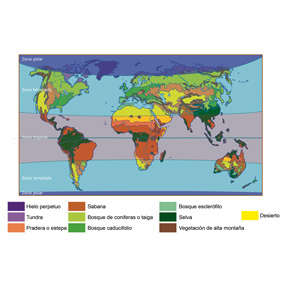 Zona polar
Zona templada
Zona tropical
Zona templada
Zona polar
Hielo perpetuo
Sabana
Bosque esclerófilo
Desierto
Tundra
Bosque de coníferas o taiga
Selva
Pradera o estepa
Bosque caducifolio
Vegetación de alta montaña